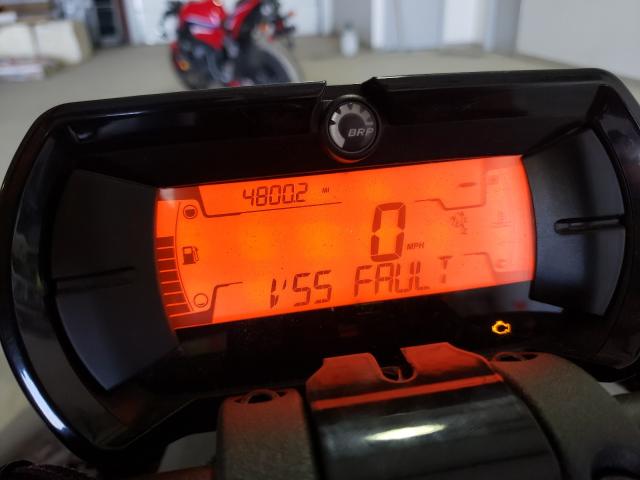 BRP
4800.2 MI
0 MPH
VSS FAULT